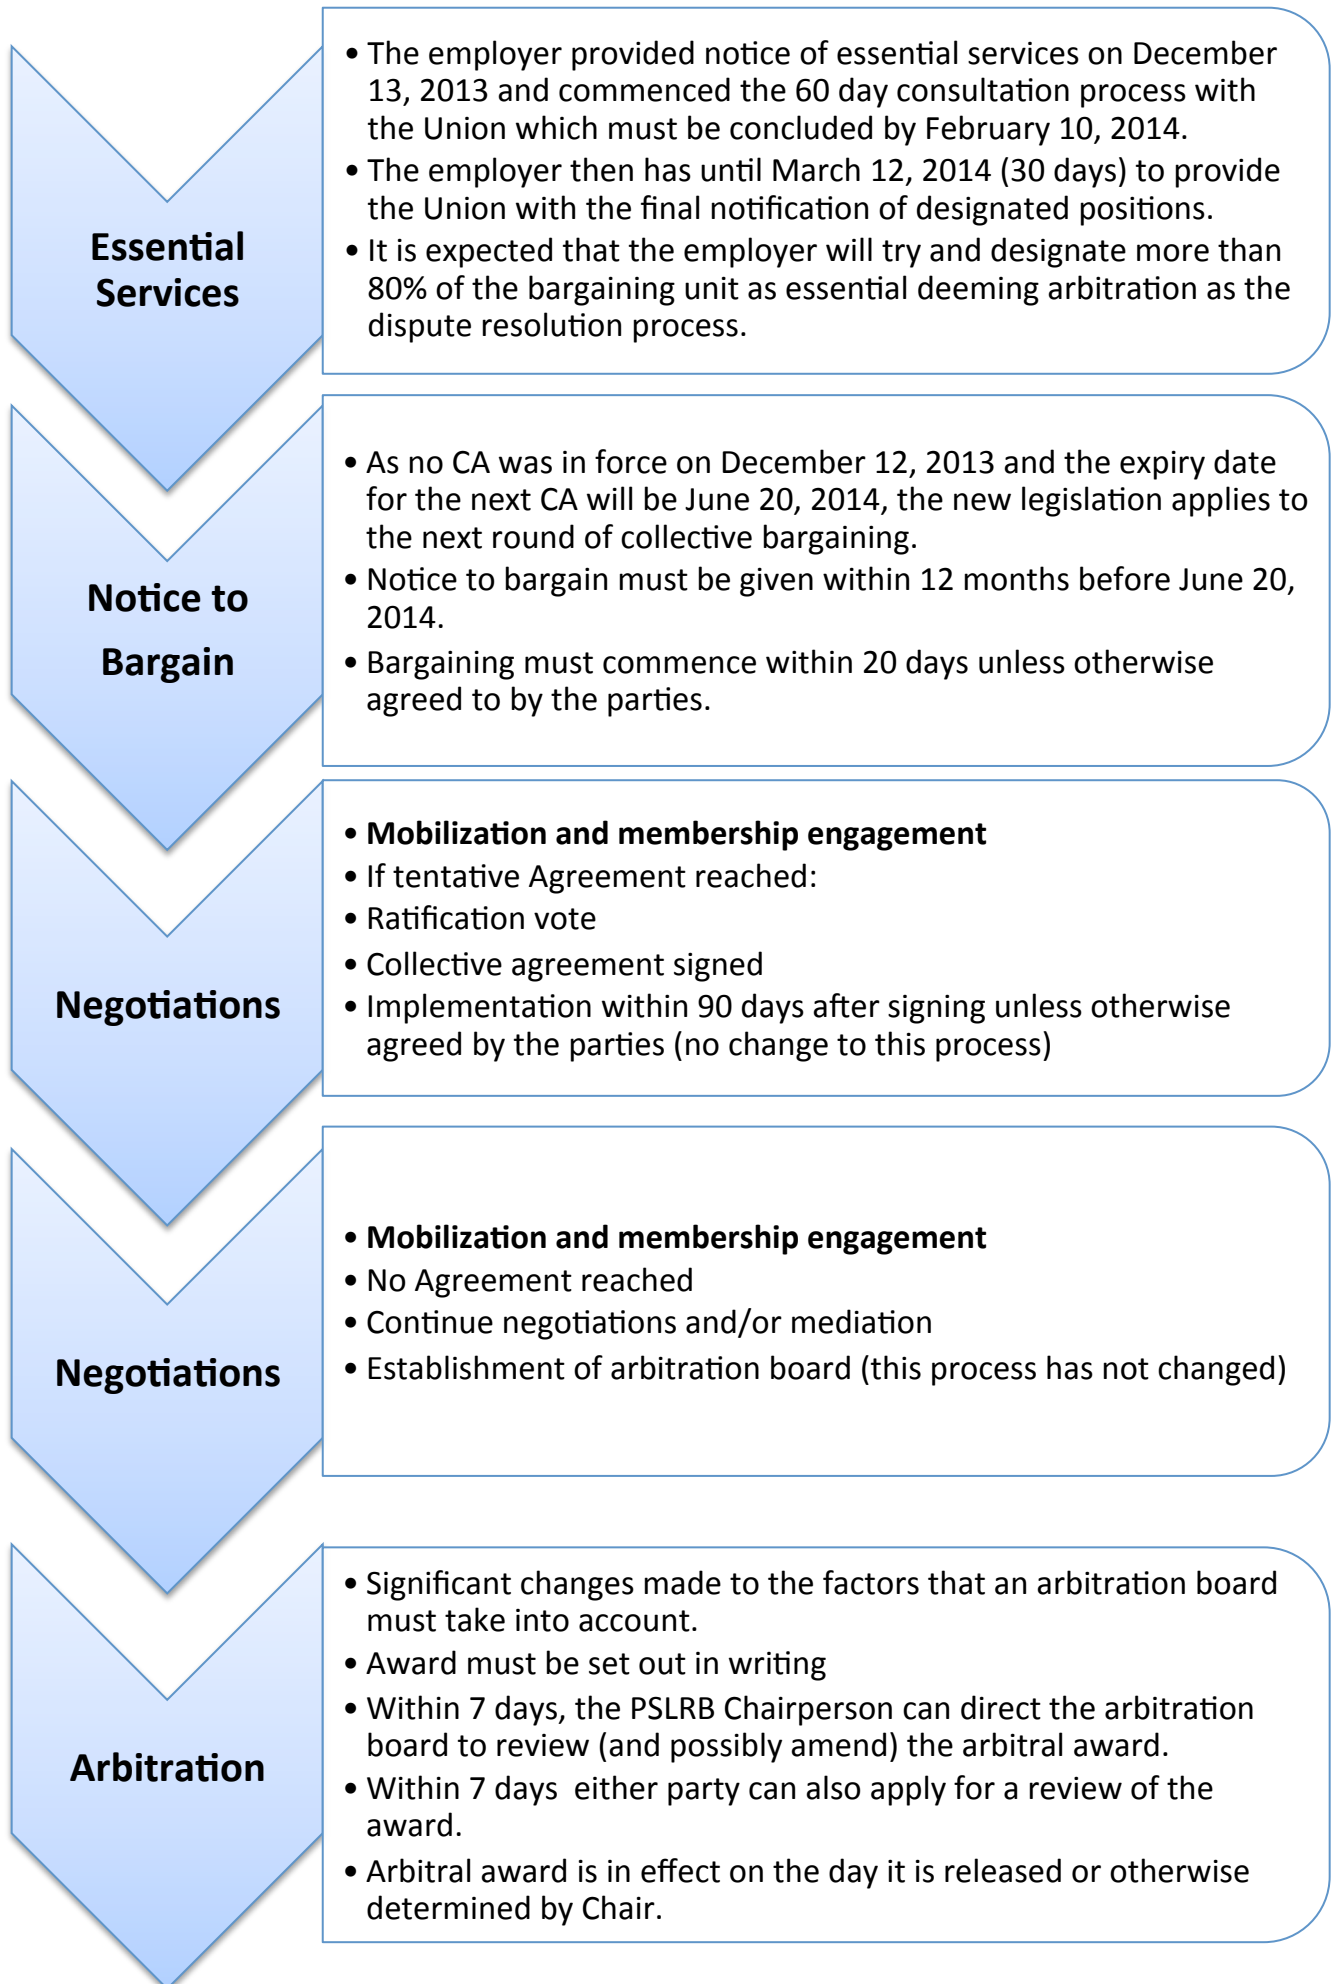 Essential
Services
• The employer provided notice of essential services on December
13, 2013 and commenced the 60 day consultation process with
the Union which must be concluded by February 10, 2014.
• The employer then has until March 12, 2014 (30 days) to provide
the Union with the final notification of designated positions.
• It is expected that the employer will try and designate more than
80% of the bargaining unit as essential deeming arbitration as the
dispute resolution process.
Notice to
Bargain
• As no CA was in force on December 12, 2013 and the expiry date
for the next CA will be June 20, 2014, the new legislation applies to
the next round of collective bargaining.
• Notice to bargain must be given within 12 months before June 20,
2014.
• Bargaining must commence within 20 days unless otherwise
agreed to by the parties.
Negotiations
• Mobilization and membership engagement
• If tentative Agreement reached:
• Ratification vote
• Collective agreement signed
• Implementation within 90 days after signing unless otherwise
agreed by the parties (no change to this process)
Negotiations
• Mobilization and membership engagement
• No Agreement reached
• Continue negotiations and/or mediation
• Establishment of arbitration board (this process has not changed)
Arbitration
• Significant changes made to the factors that an arbitration board
must take into account.
• Award must be set out in writing
• Within 7 days, the PSLRB Chairperson can direct the arbitration
board to review (and possibly amend) the arbitral award.
• Within 7 days  either party can also apply for a review of the
award.
• Arbitral award is in effect on the day it is released or otherwise
determined by Chair.